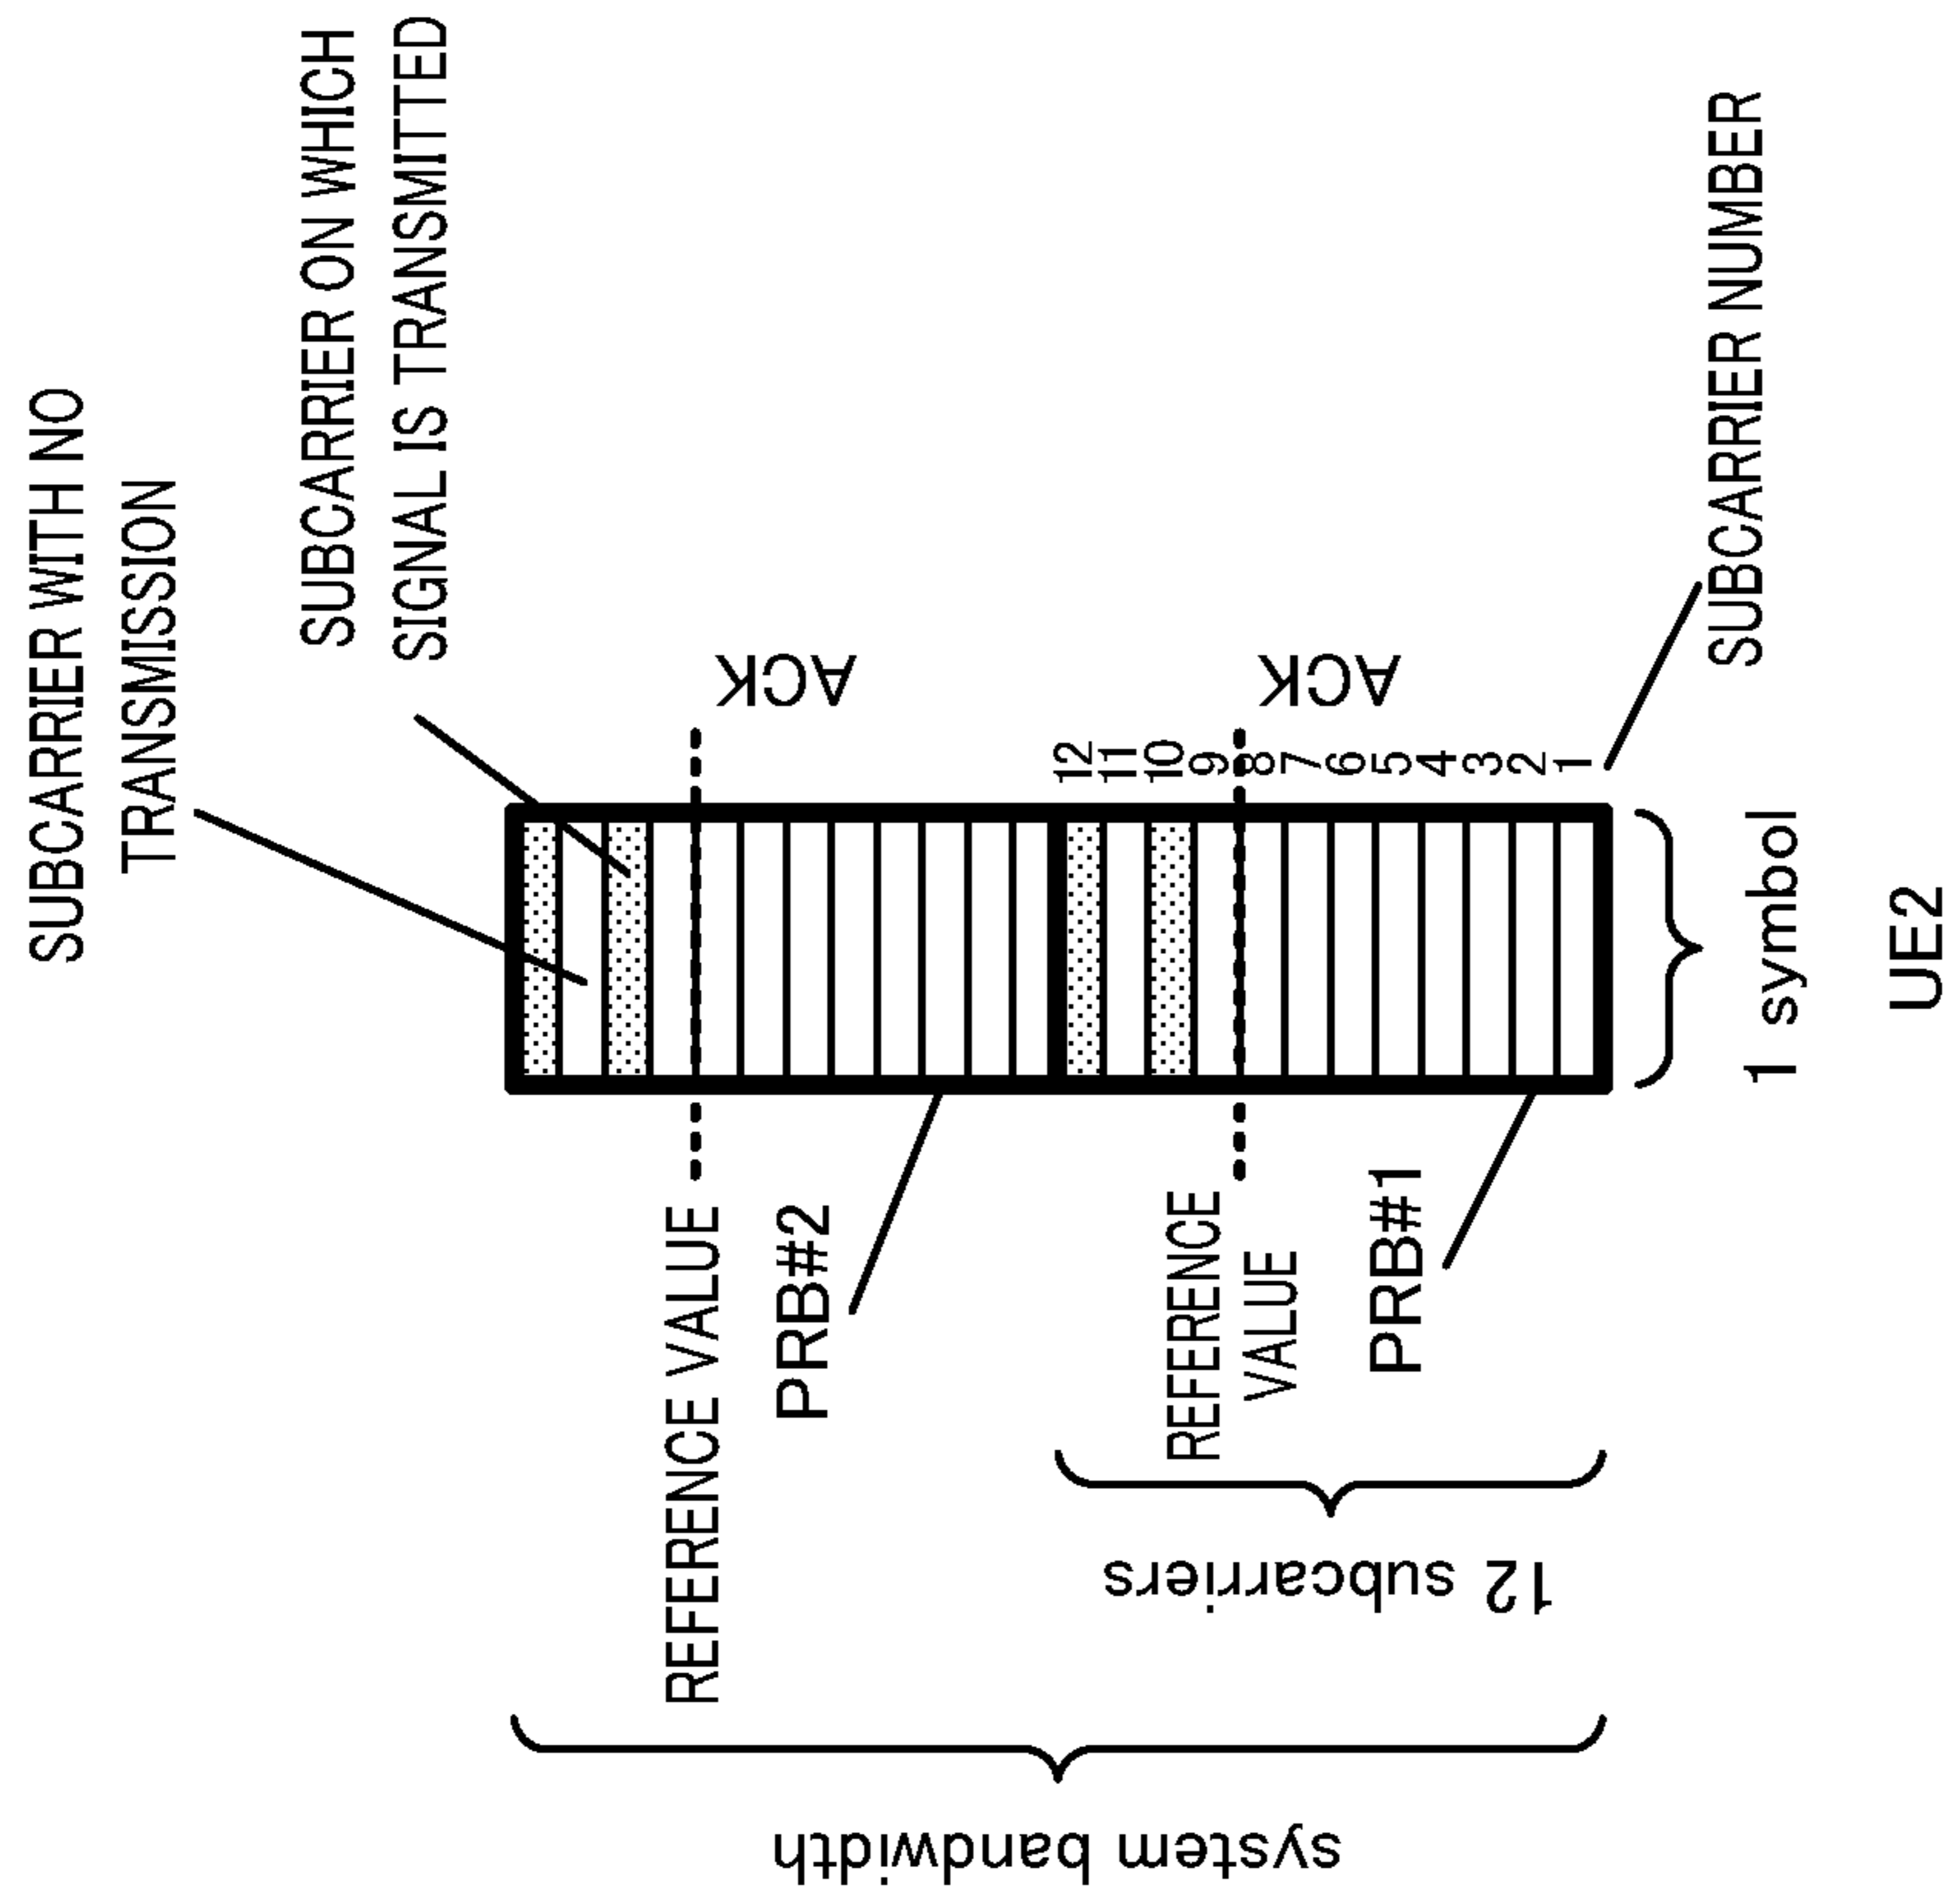 SUBCARRIER WITH NO
TRANSMISSION
SUBCARRIER ON WHICH
SIGNAL IS TRANSMITTED
REFERENCE VALUE
ACK
PRB#2
12
11
10
9
8
7
6
5
4
3
2
1
REFERENCE
VALUE
ACK
PRB#1
SUBCARRIER NUMBER
12 subcarriers
system bandwidth
1 symbol
UE2